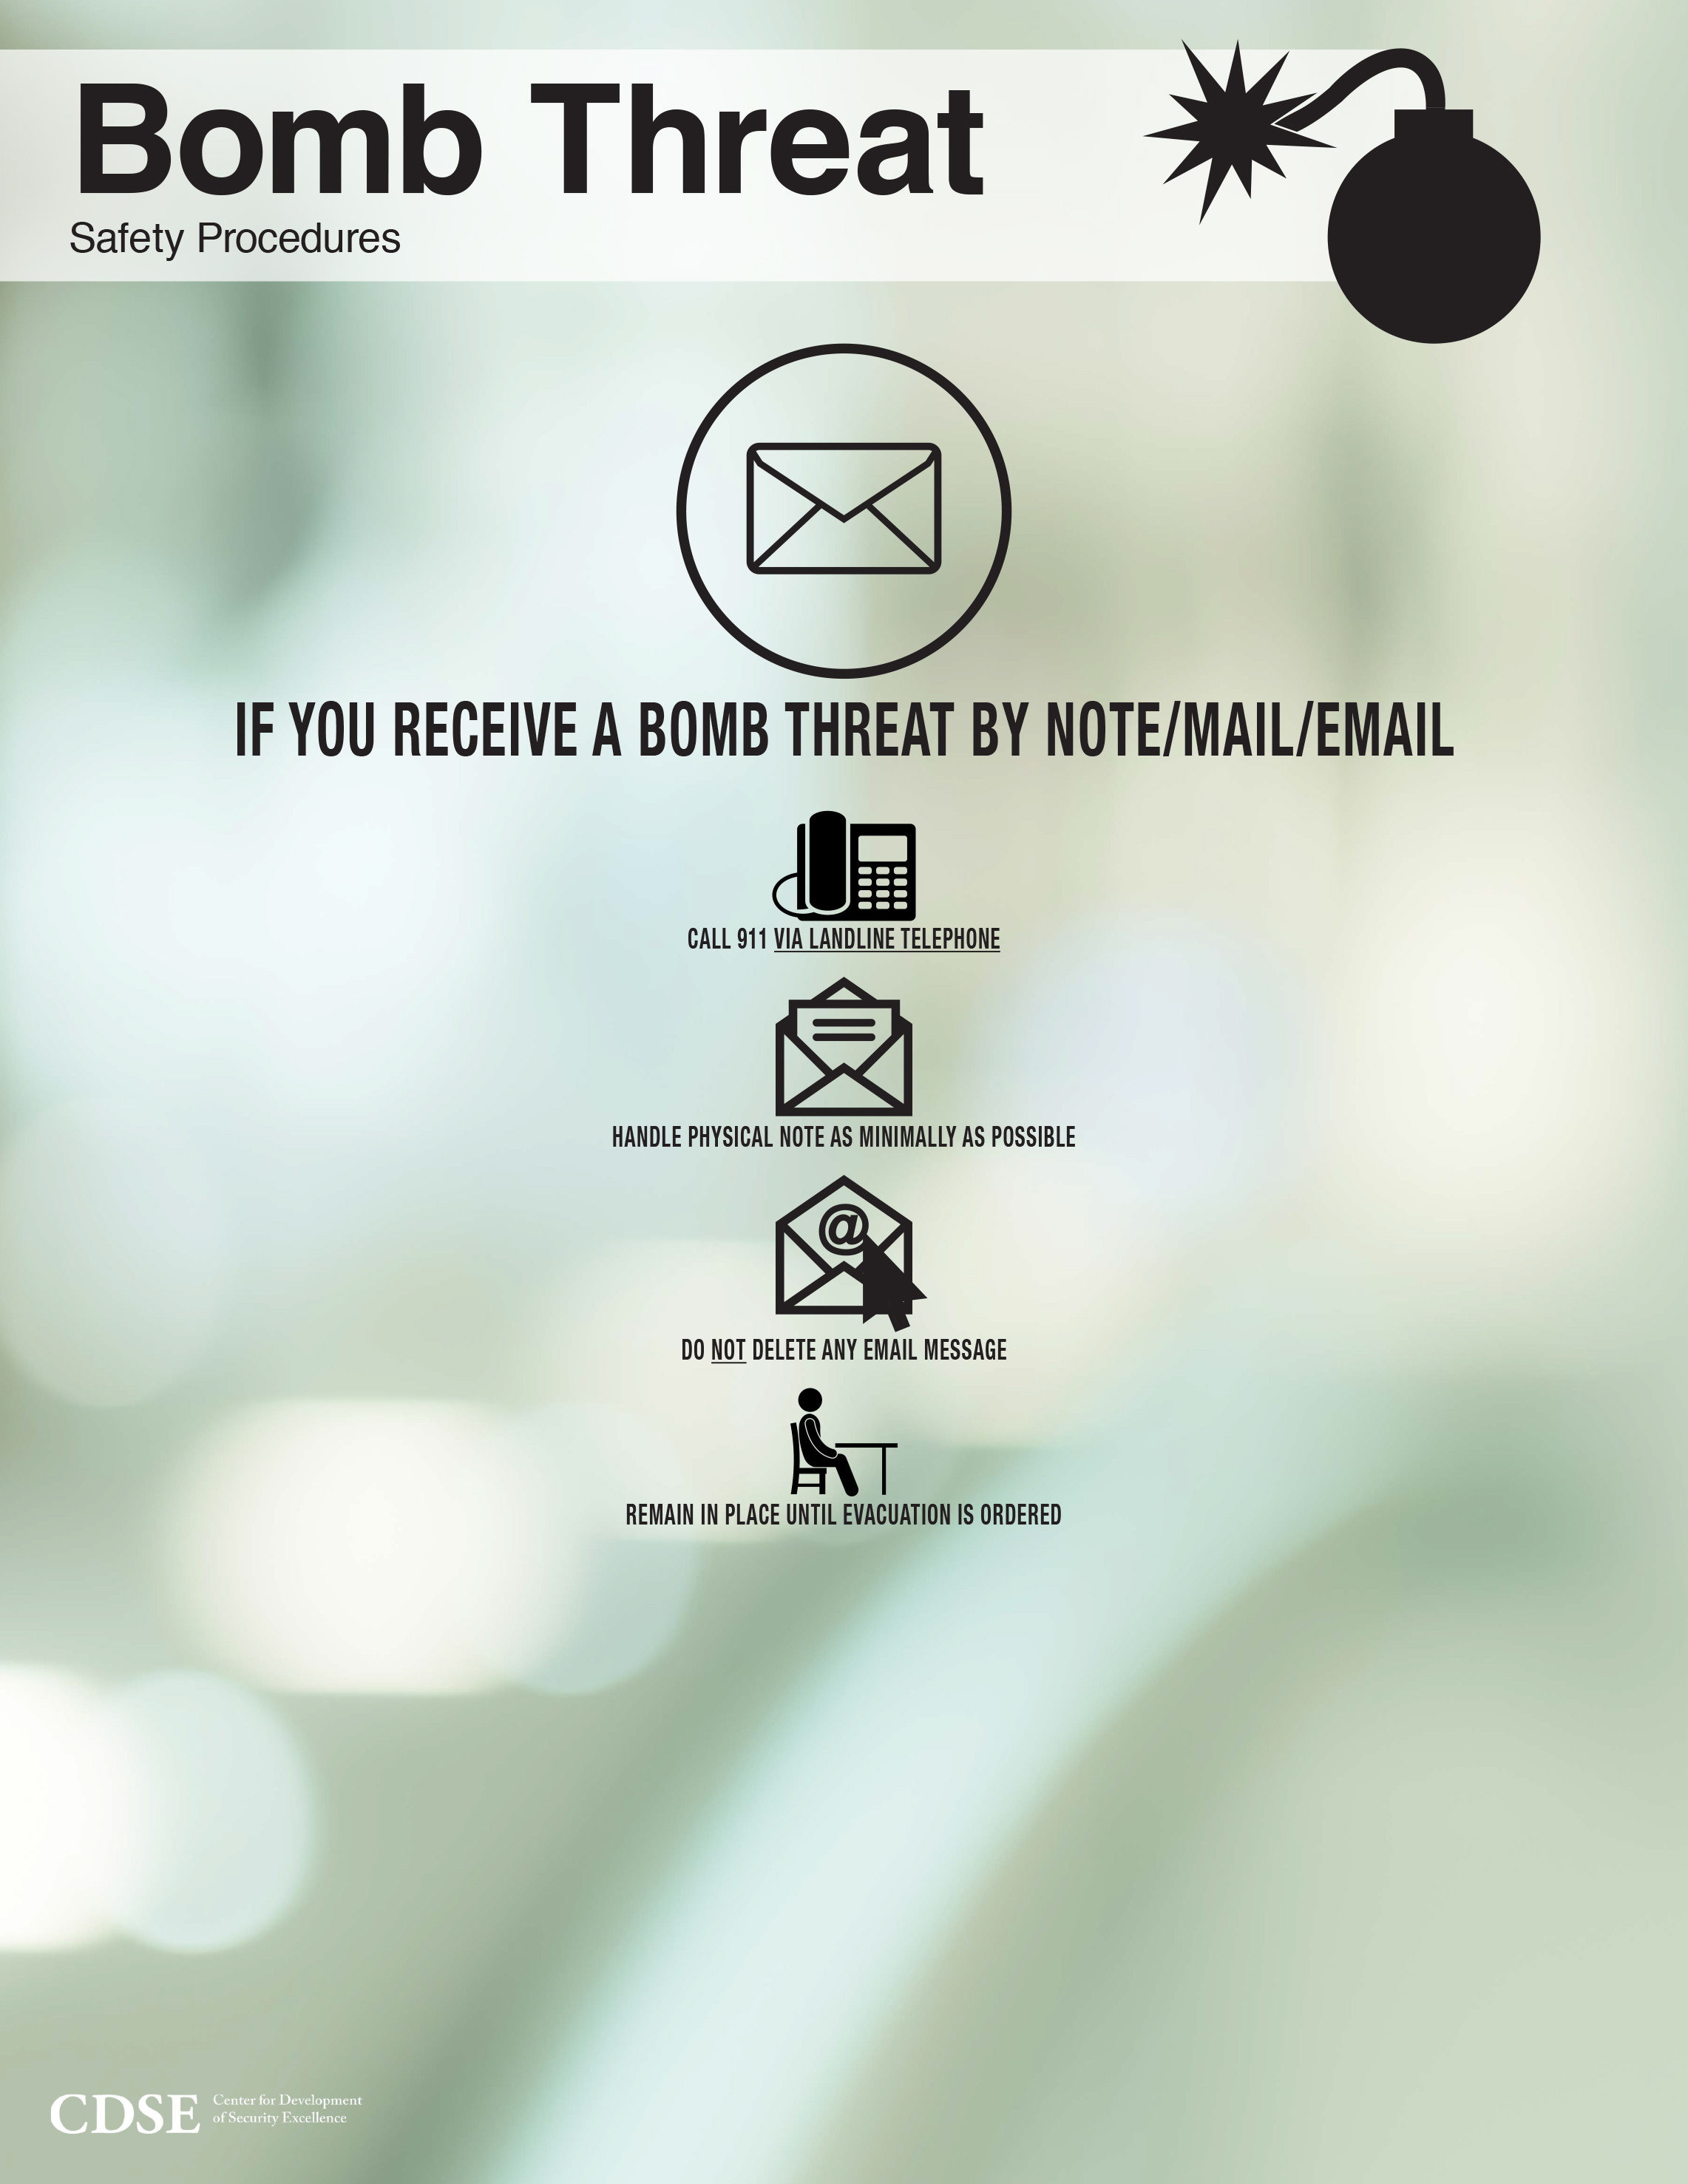 Bomb Threat
Safety Procedures
IF YOU RECEIVE A BOMB THREAT BY NOTE/MAIL/EMAIL
CALL 911 VIA LANDLINE TELEPHONE
HANDLE PHYSICAL NOTE AS MINIMALLY AS POSSIBLE
@
DO NOT DELETE ANY EMAIL MESSAGE
REMAIN IN PLACE UNTIL EVACUATION IS ORDERED
CDSE
Center for Development
of Security Excellence